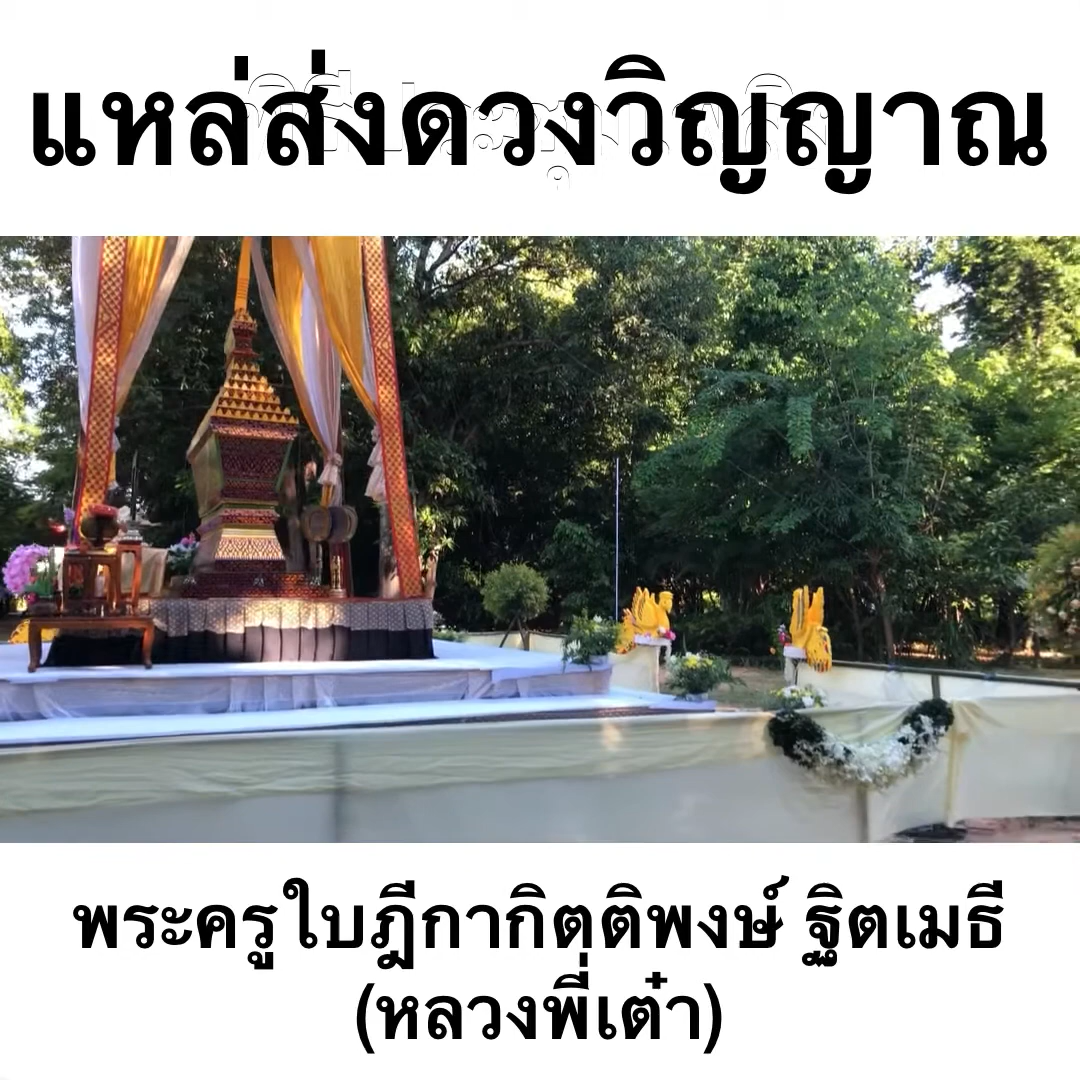 แหล่ส่งดวงวิญญาณ
พระครูใบฎีกากิตติพงษ์ ฐิตเมธี
(หลวงพี่เต๋า)